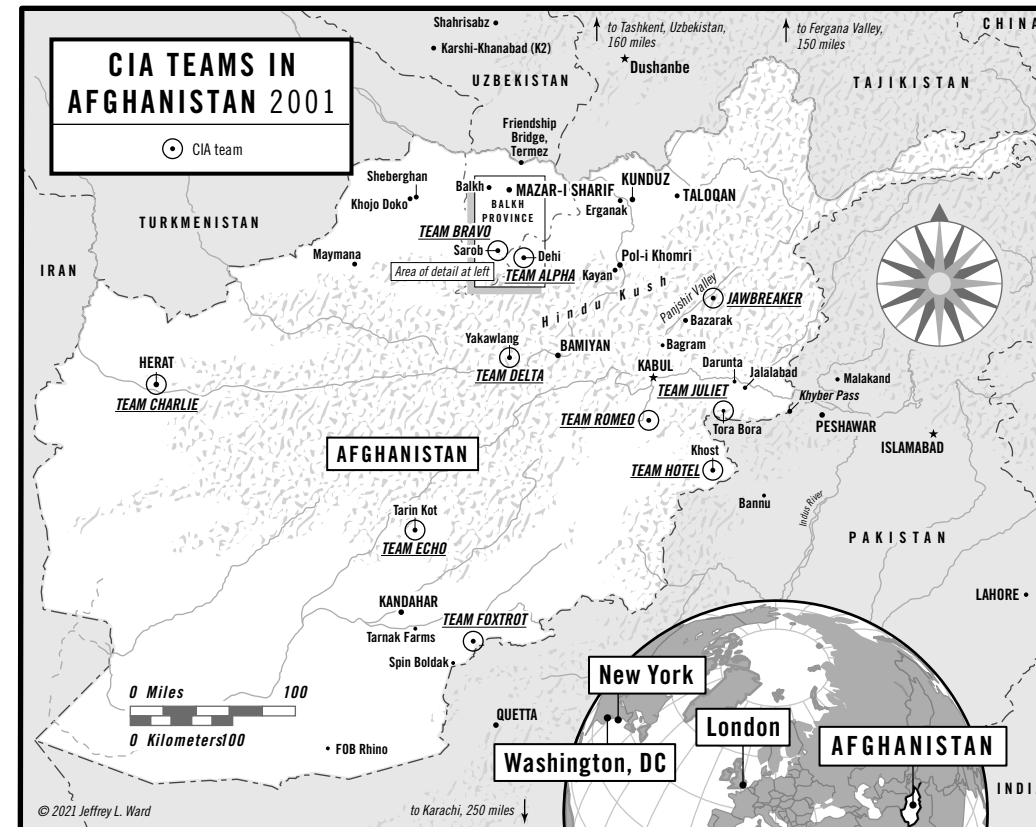 CIA TEAMS IN
AFGHANISTAN 2001
CIA team
Shahrisabz
Karshi-Khanabad (K2)
to Tashkent, Uzbekistan,
160 miles
to Fergana Valley,
150 miles
CHINA
Dushanbe
UZBEKISTAN
TAJIKISTAN
Friendship
Bridge,
Termez
Sheberghan
Khojo Doko
Balkh
MAZAR-I SHARIF
KUNDUZ
TALOQAN
Erganak
BALKH
PROVINCE
TURKMENISTAN
TEAM BRAVO
IRAN
Maymana
Sarob
Dehi
Pol-i Khomri
Area of detail at left
TEAM ALPHA
Kayan
Hindu Kush
Panjshir Valley
JAWBREAKER
Bazarak
Yakawlang
BAMIYAN
Bagram
HERAT
TEAM DELTA
KABUL
Darunta
Jalalabad
Malakand
TEAM CHARLIE
TEAM JULIET
Khyber Pass
TEAM ROMEO
Tora Bora
PESHAWAR
ISLAMABAD
AFGHANISTAN
Khost
TEAM HOTEL
Bannu
Indus River
Tarin Kot
TEAM ECHO
PAKISTAN
KANDAHAR
LAHORE
TEAM FOXTROT
Tarnak Farms
Spin Boldak
0 Miles 100
0 Kilometers100
QUETTA
FOB Rhino
New York
London
Washington, DC
AFGHANISTAN
INDI
© 2021 Jeffrey L. Ward
to Karachi, 250 miles